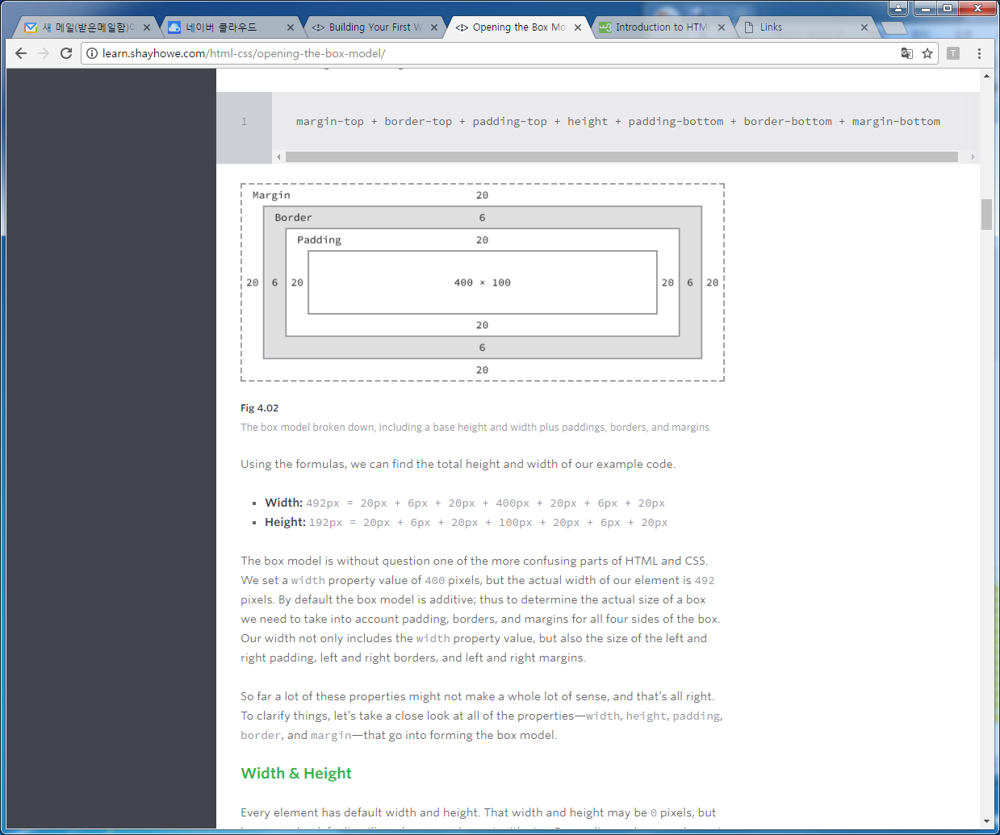 새 메일(받은메일함)이
네이버 클라우드
Building Your First W
Opening the Box Mo
Introduction to HTML
Links
learn.shayhowe.com/html-css/opening-the-box-model/
T
1
margin-top + border-top + padding-top + height + padding-bottom + border-bottom + margin-bottom
Margin 20
Border 6
Padding 20
20 6 20 400 × 100 20 6 20
20
6
20
Fig 4.02
The box model broken down, including a base height and width plus paddings, borders, and margins
Using the formulas, we can find the total height and width of our example code.
Width: 492px = 20px + 6px + 20px + 400px + 20px + 6px + 20px
Height: 192px = 20px + 6px + 20px + 100px + 20px + 6px + 20px
The box model is without question one of the more confusing parts of HTML and CSS.
We set a width property value of 400 pixels, but the actual width of our element is 492
pixels. By default the box model is additive; thus to determine the actual size of a box
we need to take into account padding, borders, and margins for all four sides of the box.
Our width not only includes the width property value, but also the size of the left and
right padding, left and right borders, and left and right margins.
So far a lot of these properties might not make a whole lot of sense, and that’s all right.
To clarify things, let’s take a close look at all of the properties—width, height, padding,
border, and margin—that go into forming the box model.
Width & Height
Every element has default width and height. That width and height may be 0 pixels, but